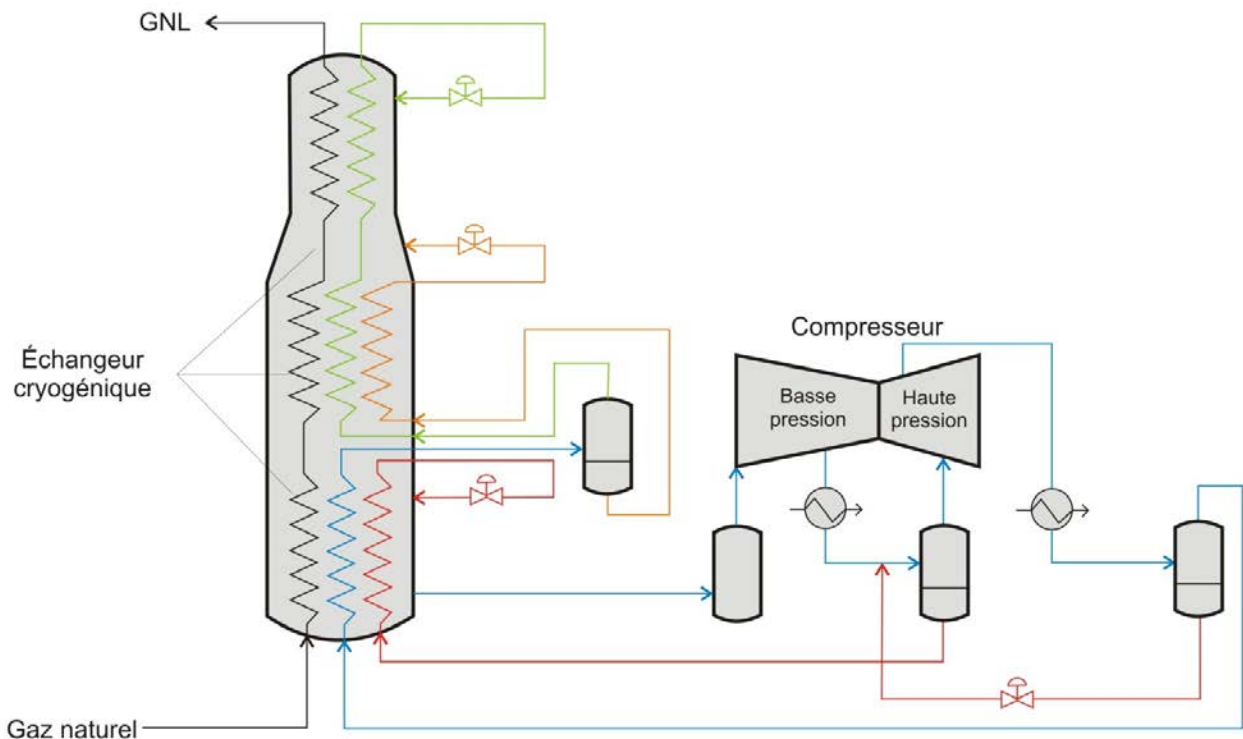 GNL
Compresseur
Basse
pression
Haute
pression
Échangeur
cryogénique
Gaz naturel